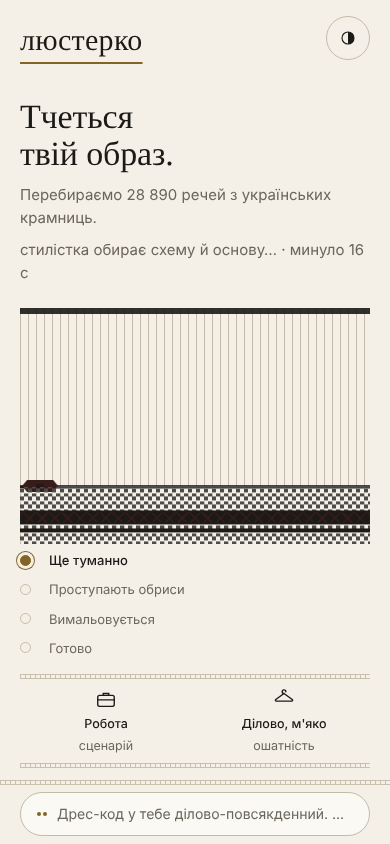 люстерко
Тчеться
твій образ.
Перебираємо 28 890 речей з українських
крамниць.
стилістка обирає схему й основу… · минуло 16
с
Ще туманно
Проступають обриси
Вимальовується
Готово
Робота
Ділово, м'яко
сценарій
ошатність
Дрес-код у тебе ділово-повсякденний. …